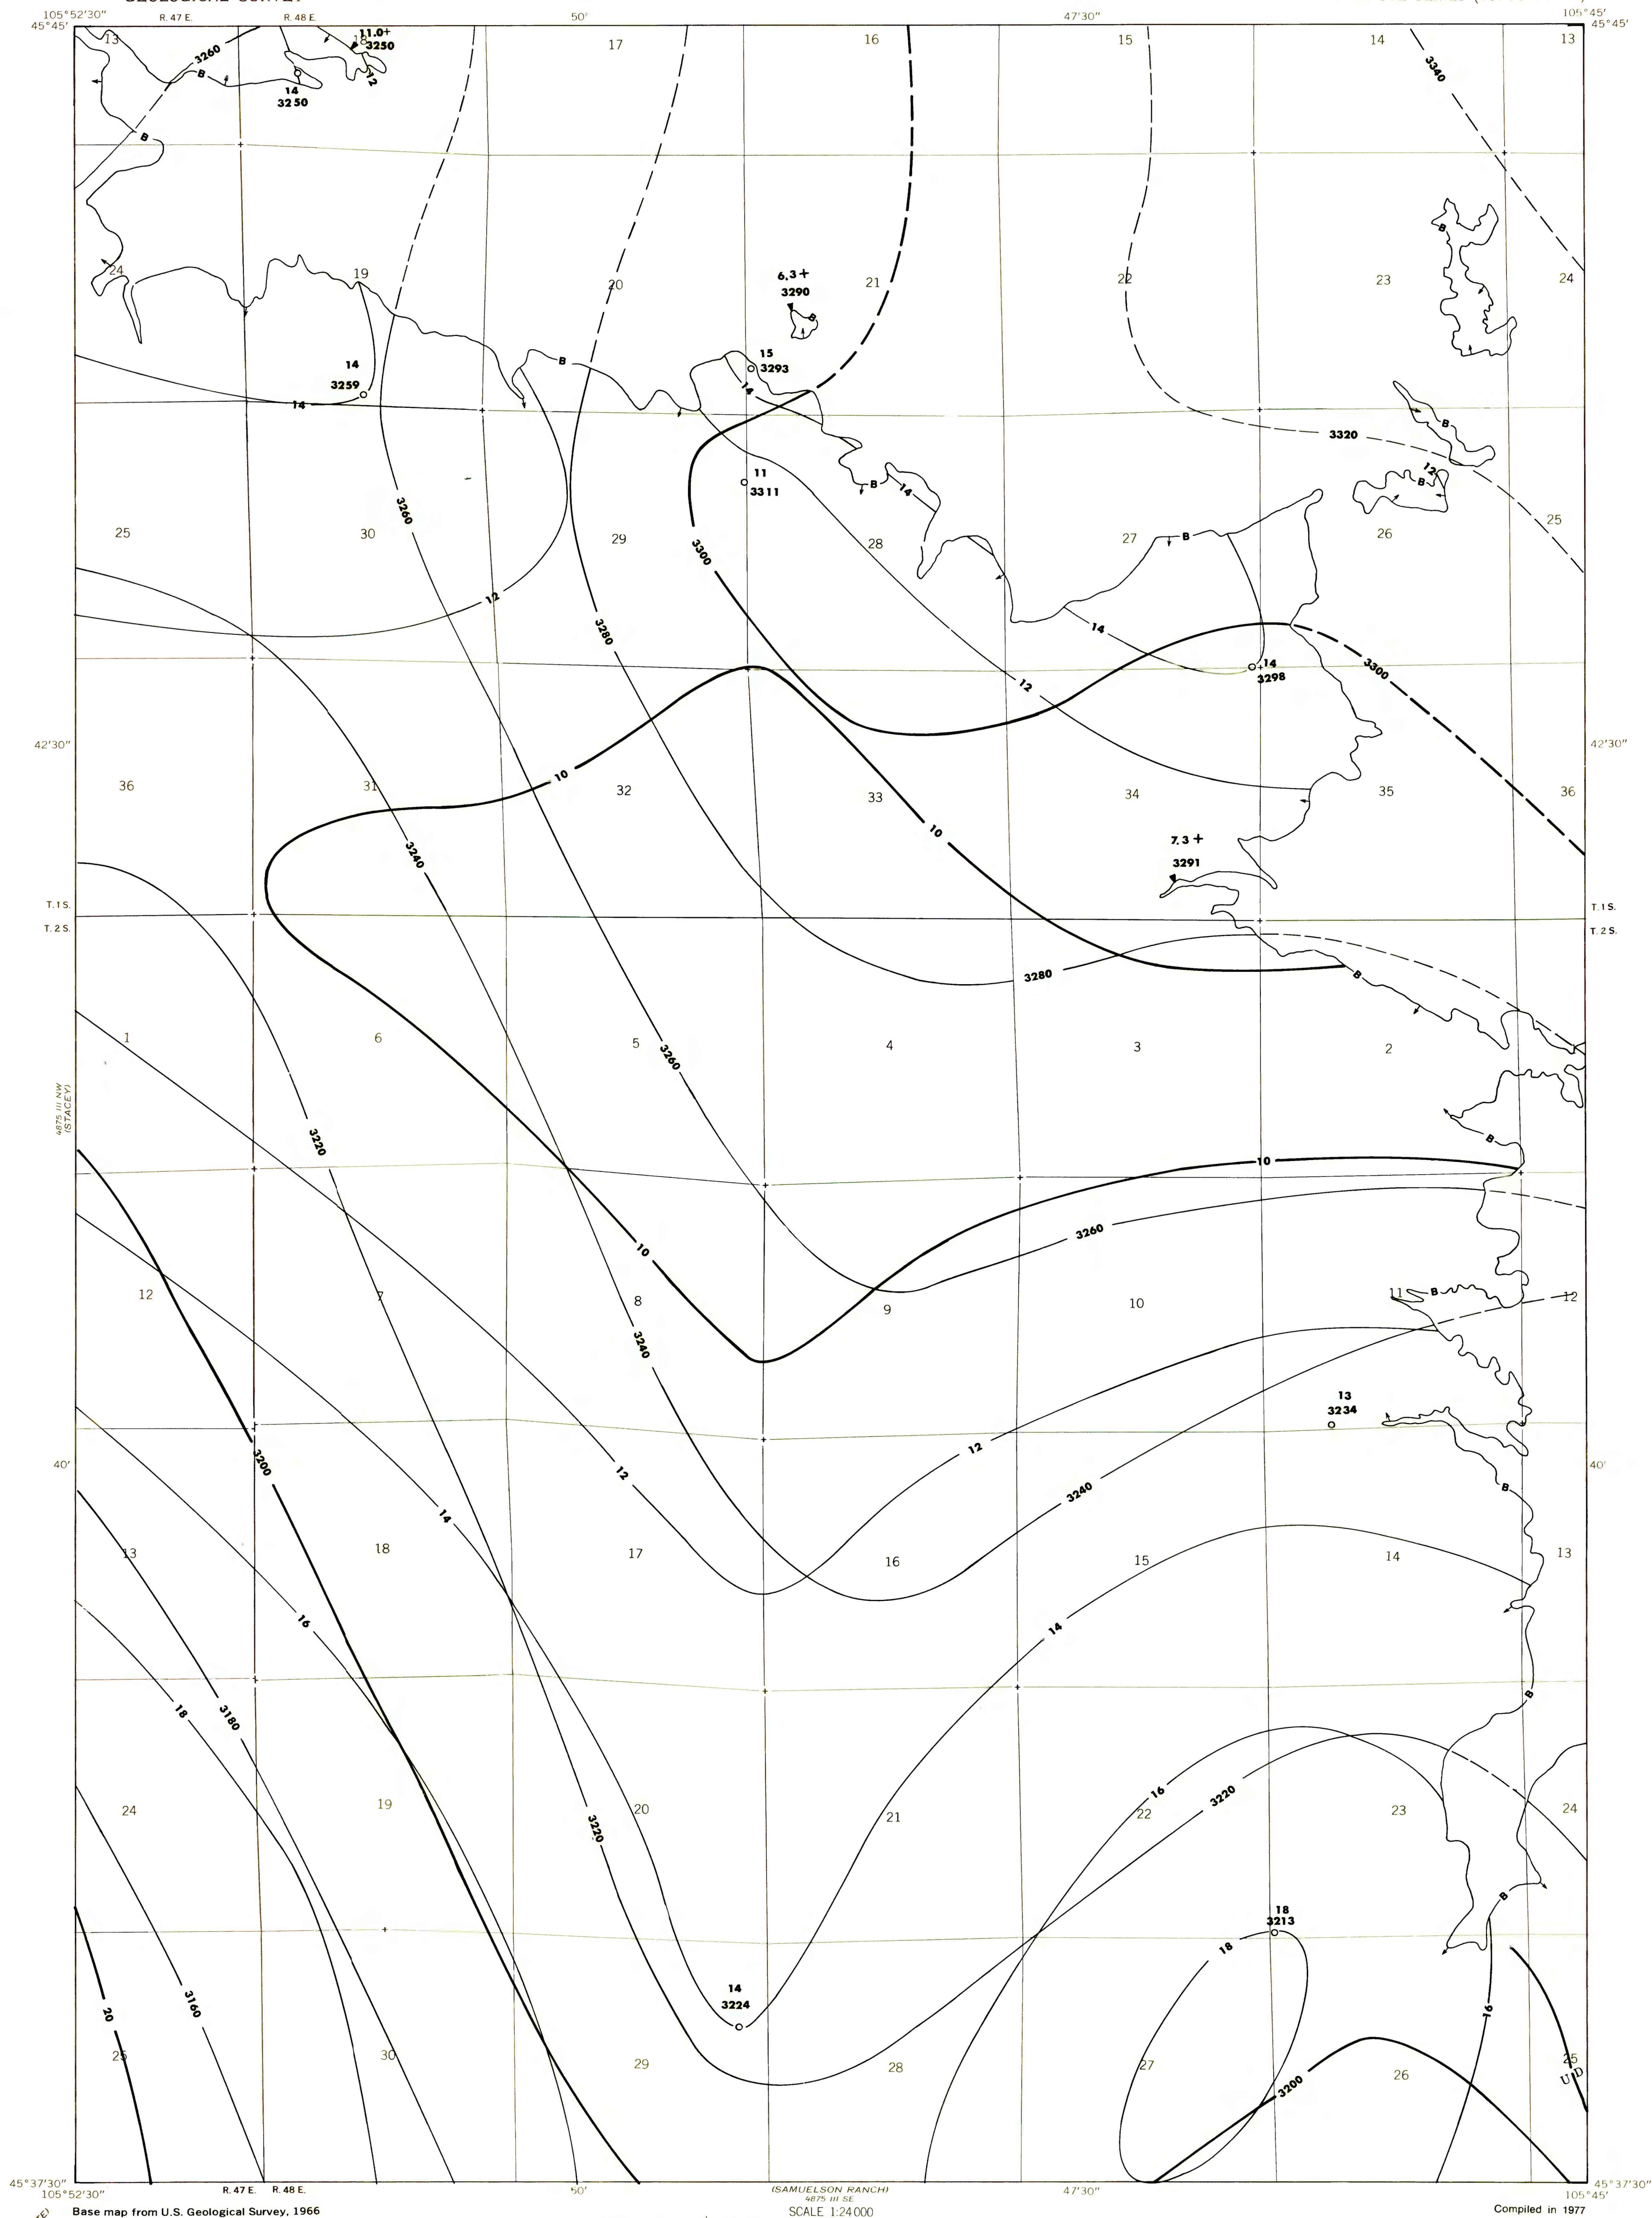 105°52'30" R. 47 E. R. 48 E. 50' 47'30" 105°45'
45°45' 45°45'
13 3260 18 11.0+ 3250 17 16 15 14 13
B 12 3340
14
3250
B
24 19 20 6.3+ 21 22 23 24
3290
B B
14 B 15
3259 3293
14 14 3320 B
11 12 B
3311 B 14
3260 25
25 30 29 3300 28 27 B 26
12 3280 14
14
3298 3300
12
42'30" 42'30"
10
36 31 32 33 34 35 36
10 7.3+
3240 3291
T. 1 S. T. 1 S.
T. 2 S. T. 2 S.
3280 B
1 6 5 3260 4 3 2
4875 III NW
(STACEY)
3220 B
10
10 3260
12 7 8 9 10 11 B 12
3240
13
3234
12
40' 3200 12 40'
14 3240 B
13 18 17 16 15 14 13
16 14
18 3180 B
16 3220
24 19 20 21 22 23 24
3220
B
18
3213
18
20 3160 14 16
3224
25 30 29 28 27 26 25
3200 U D
45°37'30" 45°37'30"
105°52'30" R. 47 E. R. 48 E. 50' (SAMUELSON RANCH) 47'30" 105°45'
4875 III SE
Base map from U.S. Geological Survey, 1966 SCALE 1:24000 Compiled in 1977